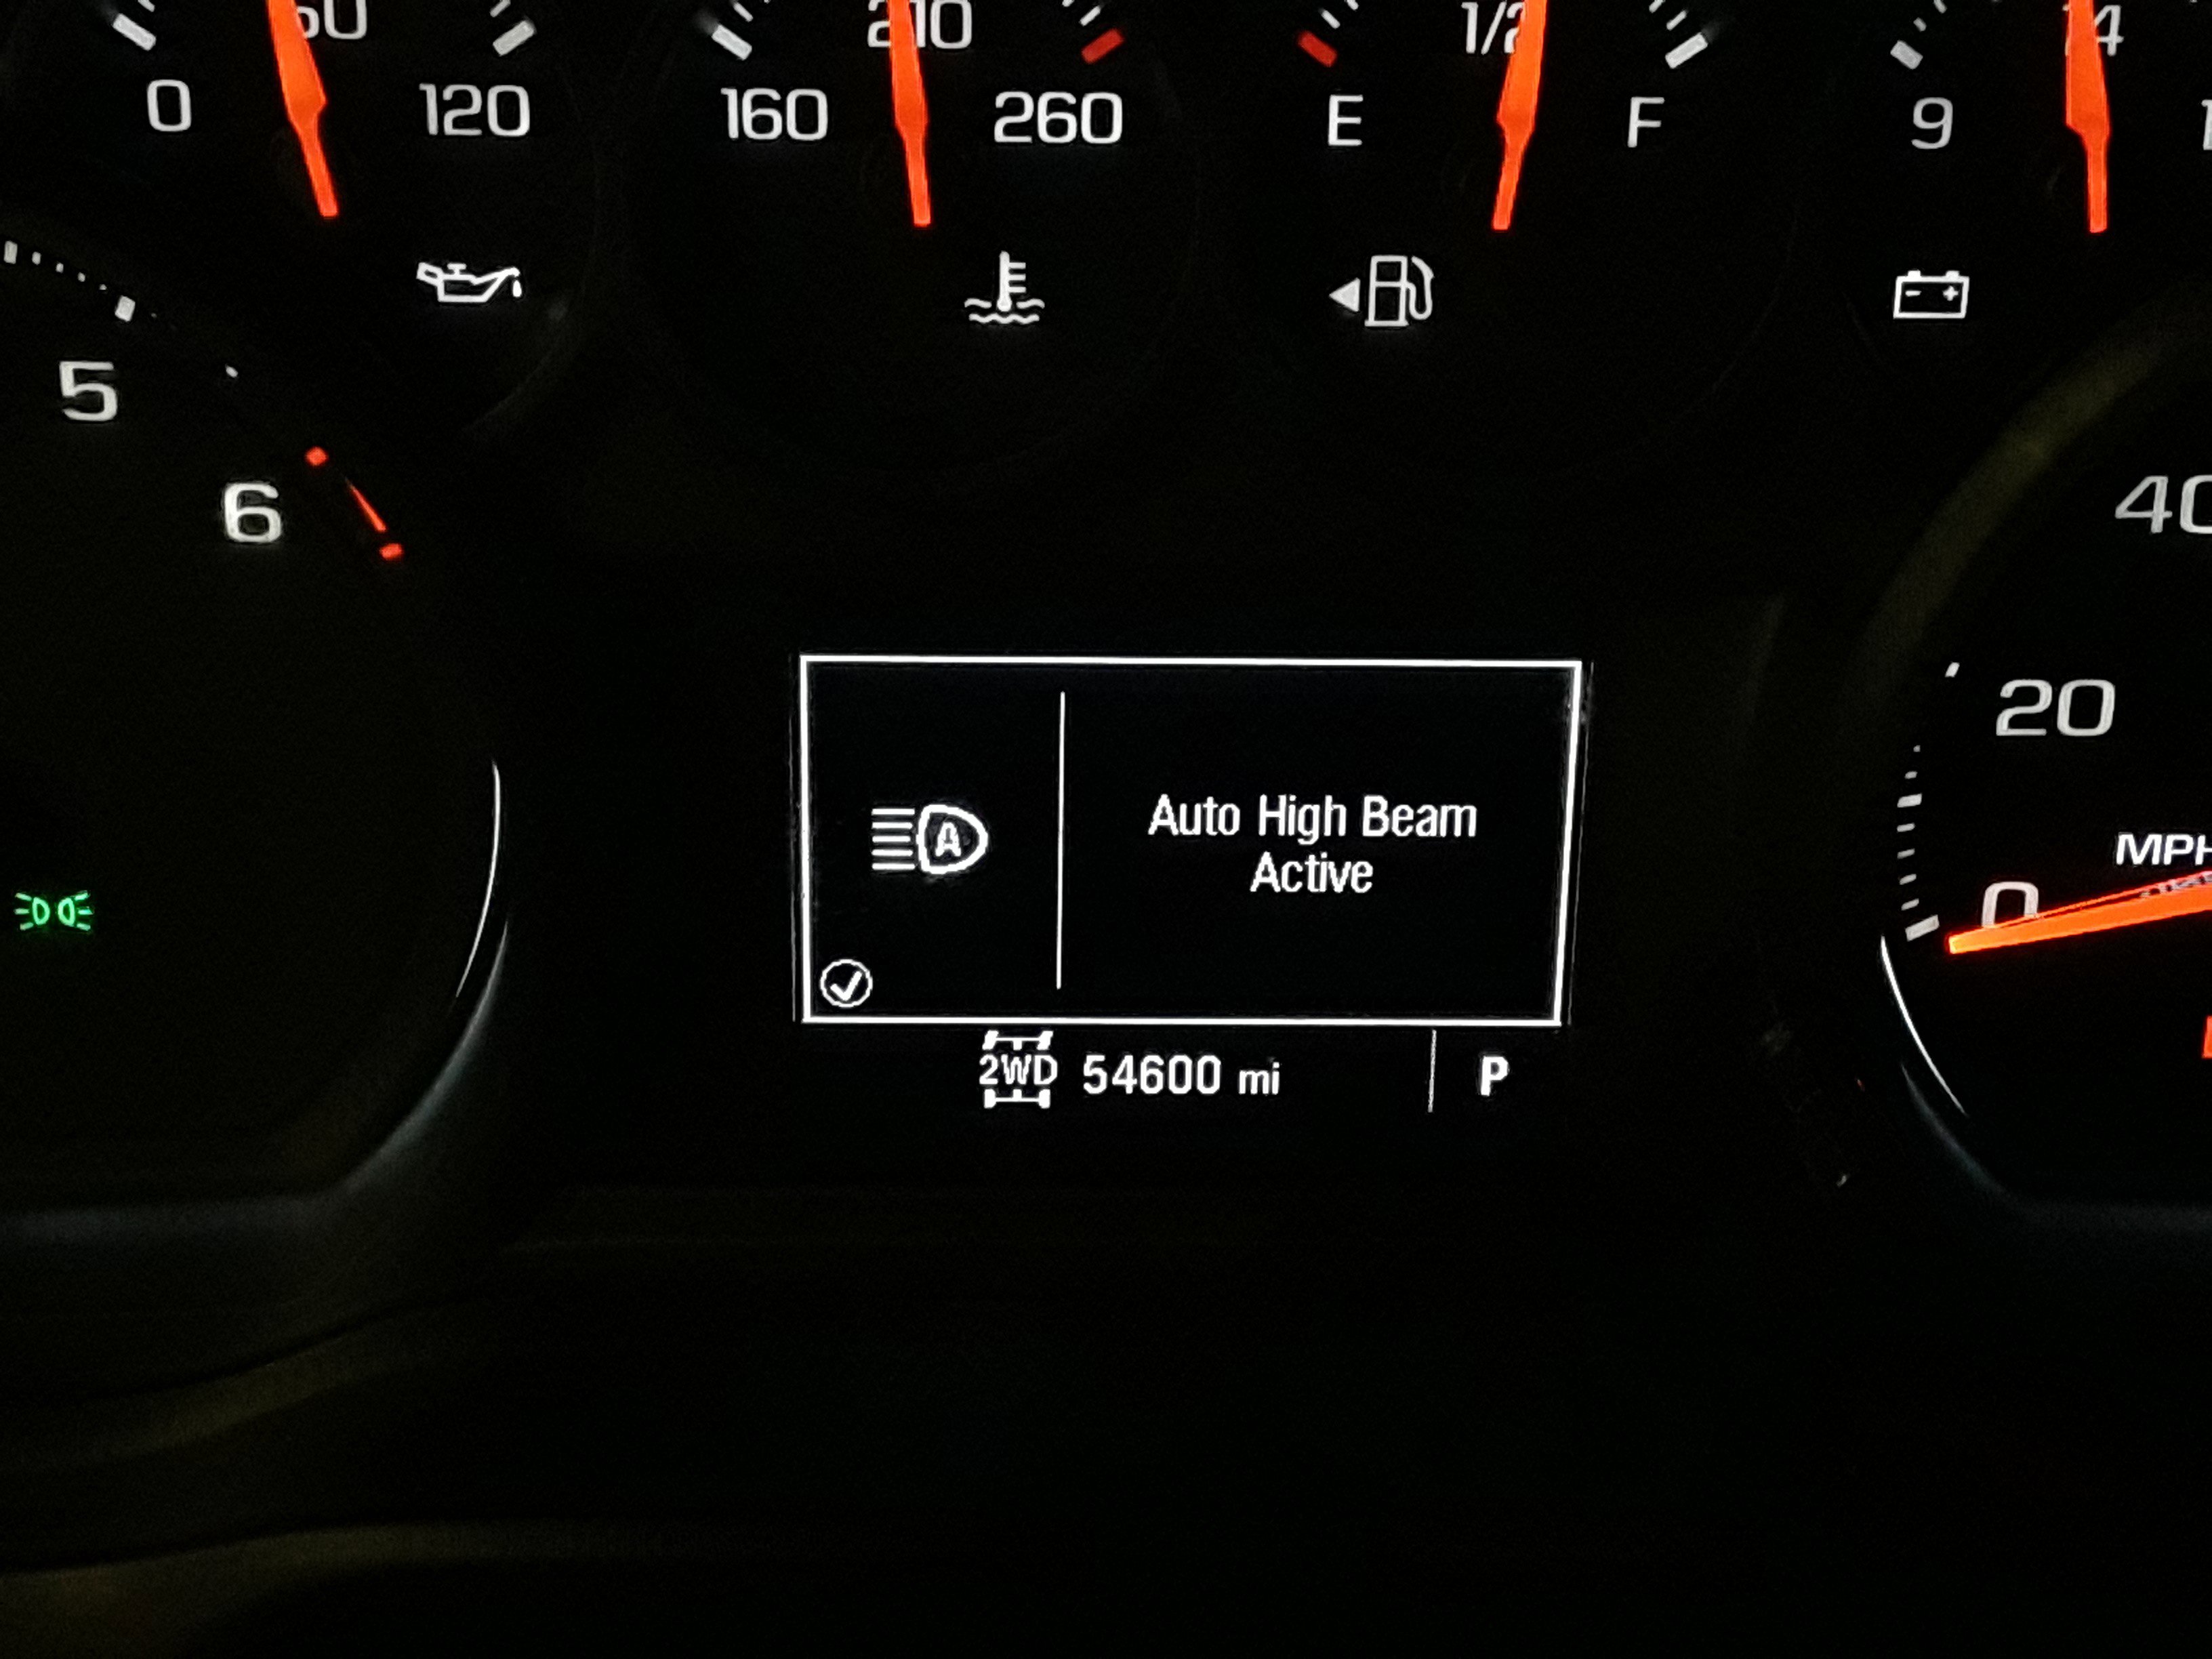 0 120
160 210 260
E 1/2 F
9
5
6
40
20
MPH
0
A
Auto High Beam
Active
2WD 54600 mi P